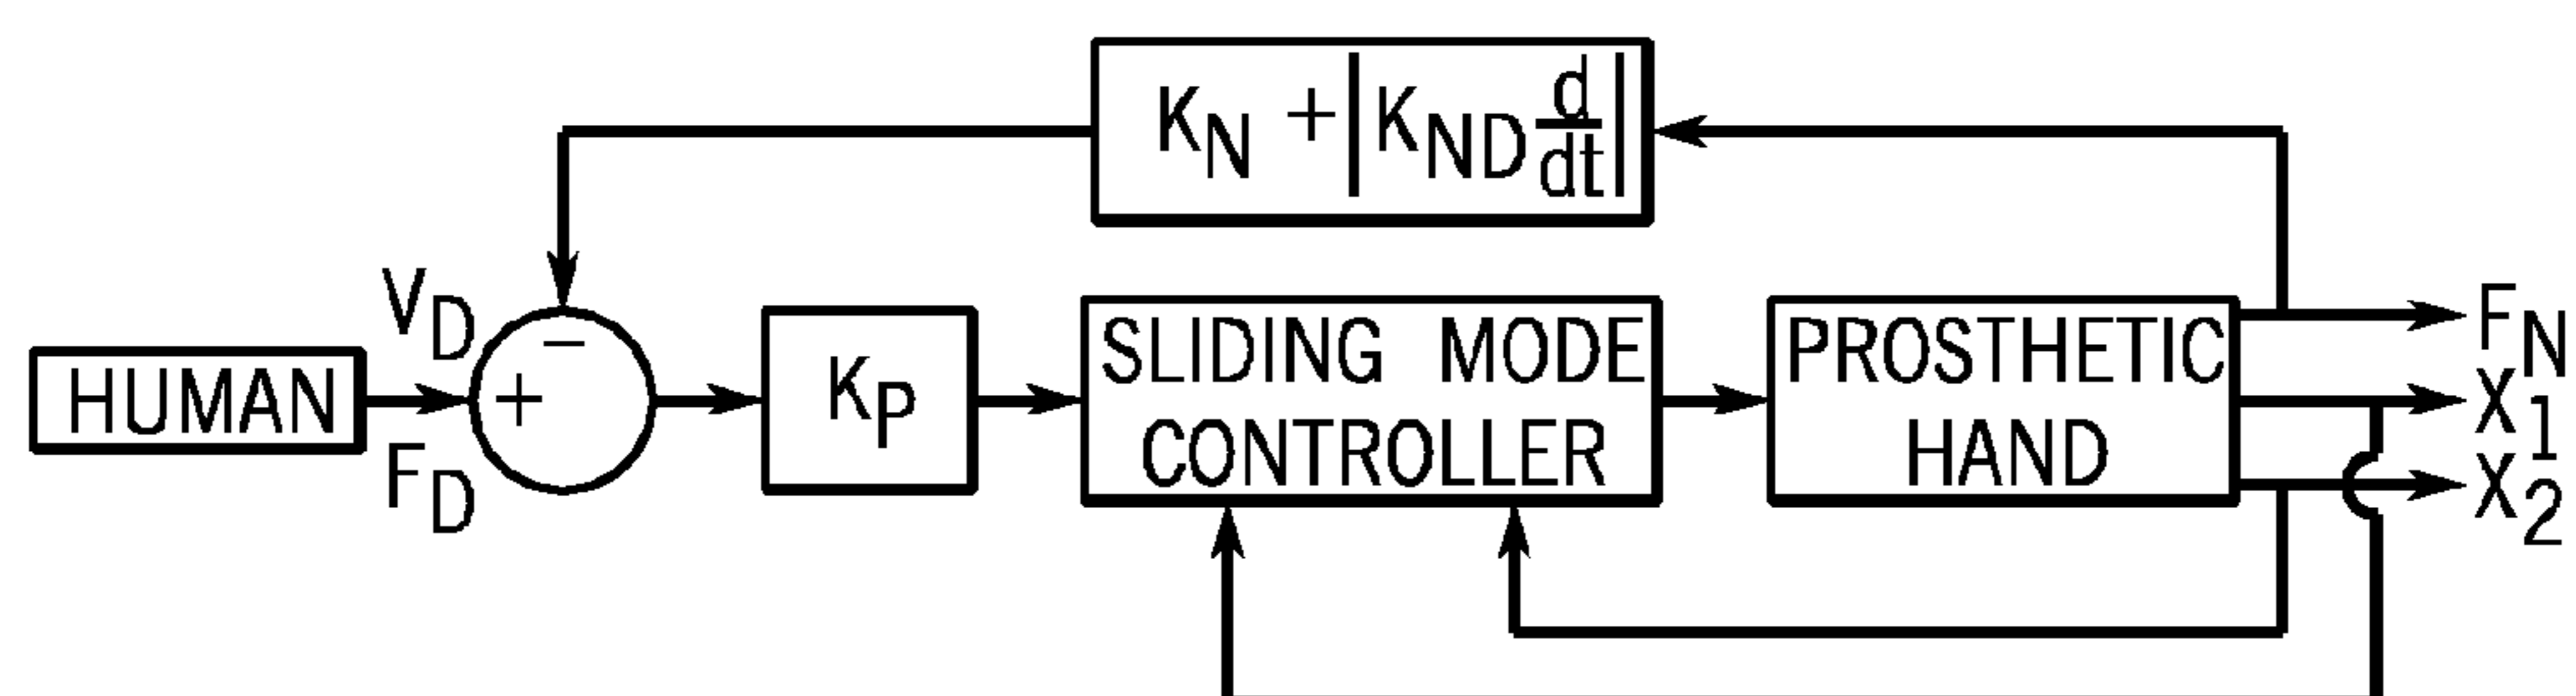 K_N + |K_ND d/dt|
V_D
−
HUMAN
+
F_D
K_P
SLIDING MODE
CONTROLLER
PROSTHETIC
HAND
F_N
X_1
X_2